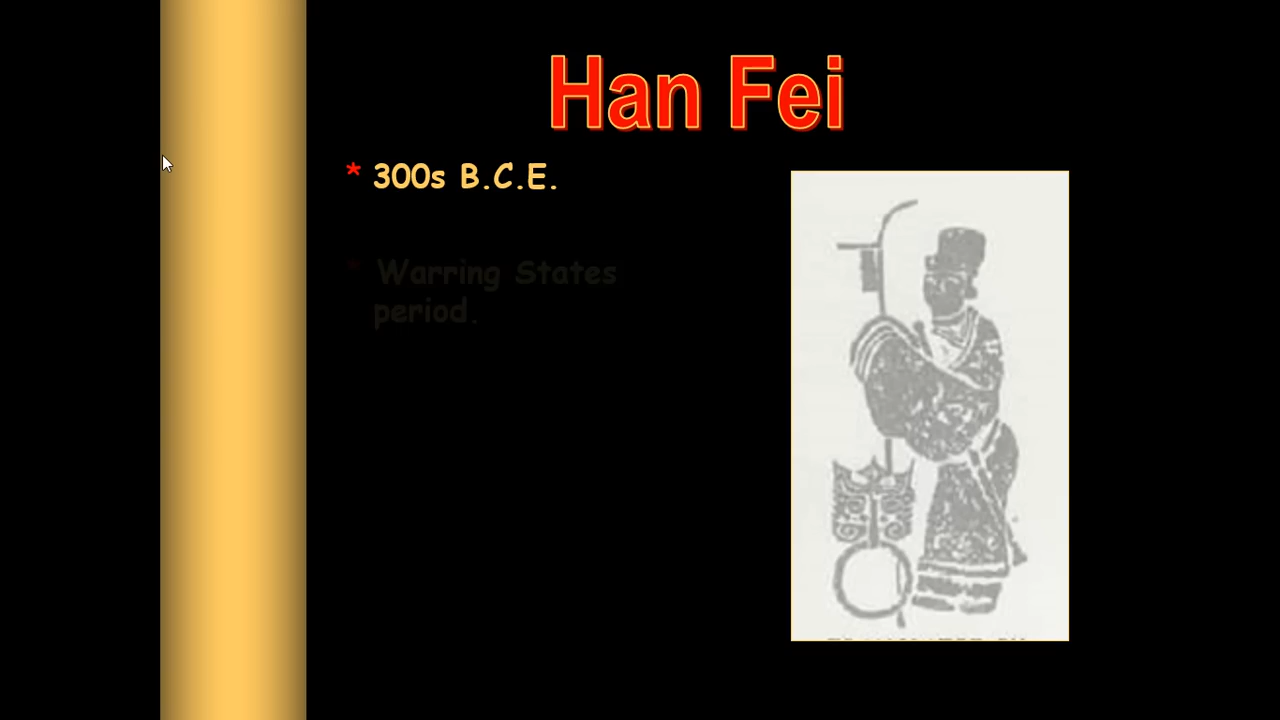 Han Fei
* 300s B.C.E.
* Warring States
period.